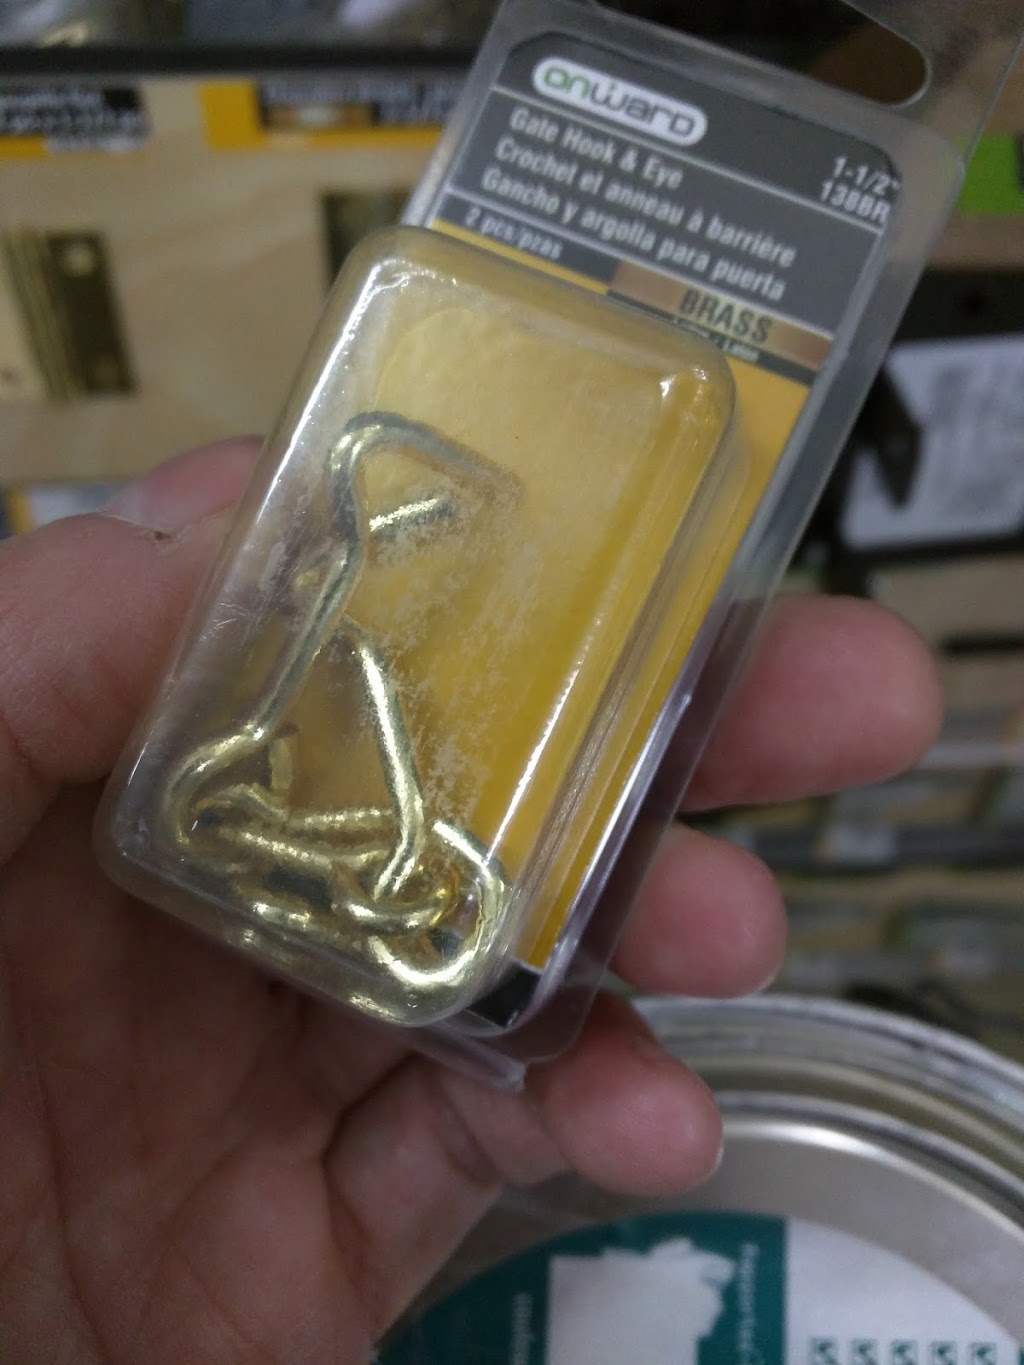 onward
Gate Hook & Eye
Crochet et anneau à barrière
Gancho y argolla para puerta
1-1/2"
138BR
2 pcs/pzas
BRASS